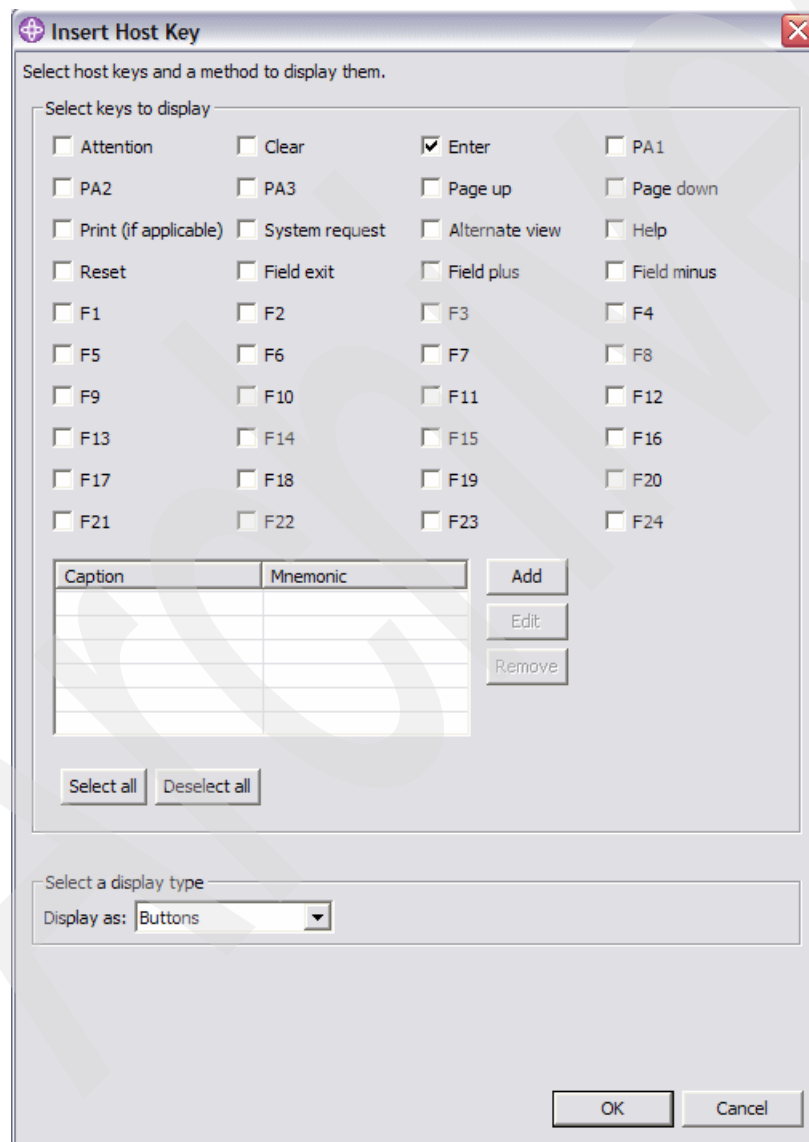 Insert Host Key
Select host keys and a method to display them.
Select keys to display
Attention Clear Enter PA1
PA2 PA3 Page up Page down
Print (if applicable) System request Alternate view Help
Reset Field exit Field plus Field minus
F1 F2 F3 F4
F5 F6 F7 F8
F9 F10 F11 F12
F13 F14 F15 F16
F17 F18 F19 F20
F21 F22 F23 F24
Caption Mnemonic Add
Edit
Remove
Select all Deselect all
Select a display type
Display as: Buttons
OK Cancel